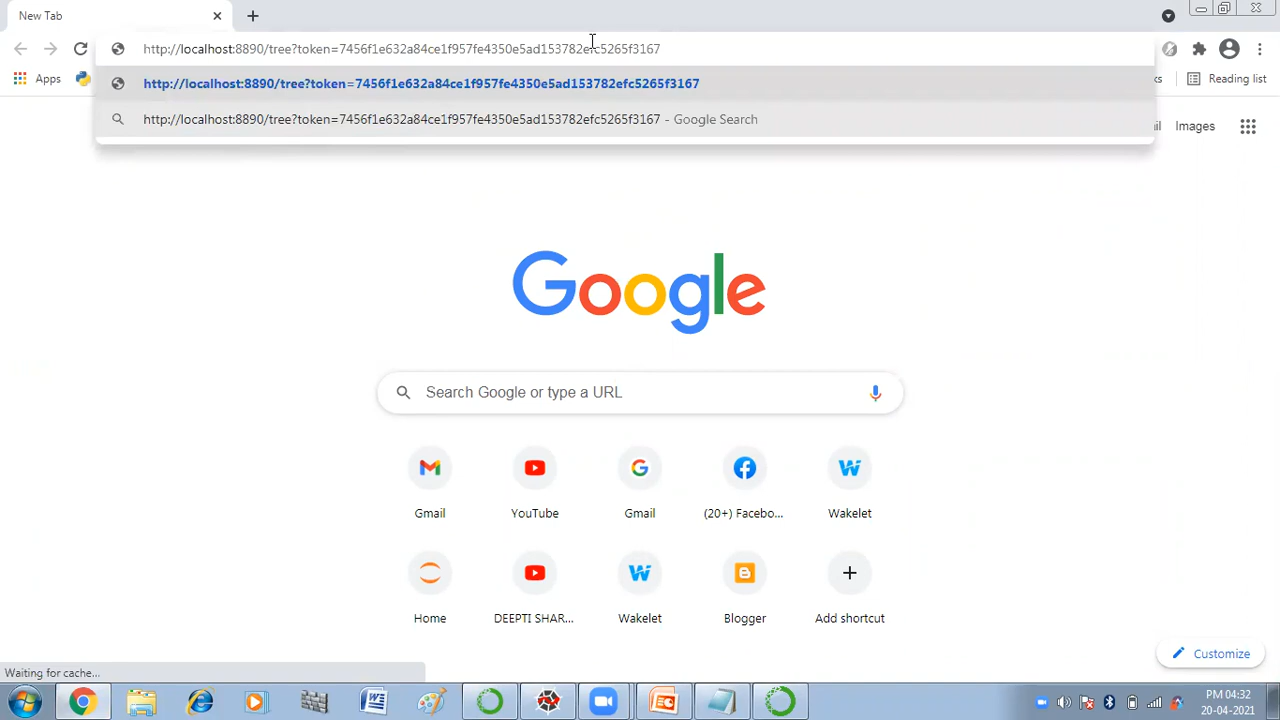 New Tab
http://localhost:8890/tree?token=7456f1e632a84ce1f957fe4350e5ad153782efc5265f3167
Apps
Reading list
http://localhost:8890/tree?token=7456f1e632a84ce1f957fe4350e5ad153782efc5265f3167
http://localhost:8890/tree?token=7456f1e632a84ce1f957fe4350e5ad153782efc5265f3167 - Google Search
Images
Google
Search Google or type a URL
Gmail
YouTube
Gmail
(20+) Facebo...
Wakelet
Home
DEEPTI SHAR...
Wakelet
Blogger
Add shortcut
Customize
Waiting for cache...
PM 04:32
20-04-2021